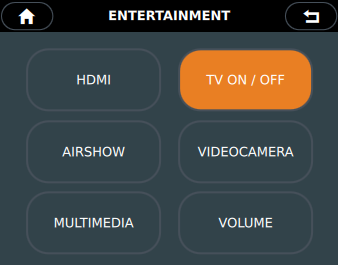 ENTERTAINMENT
HDMI
TV ON / OFF
AIRSHOW
VIDEOCAMERA
MULTIMEDIA
VOLUME